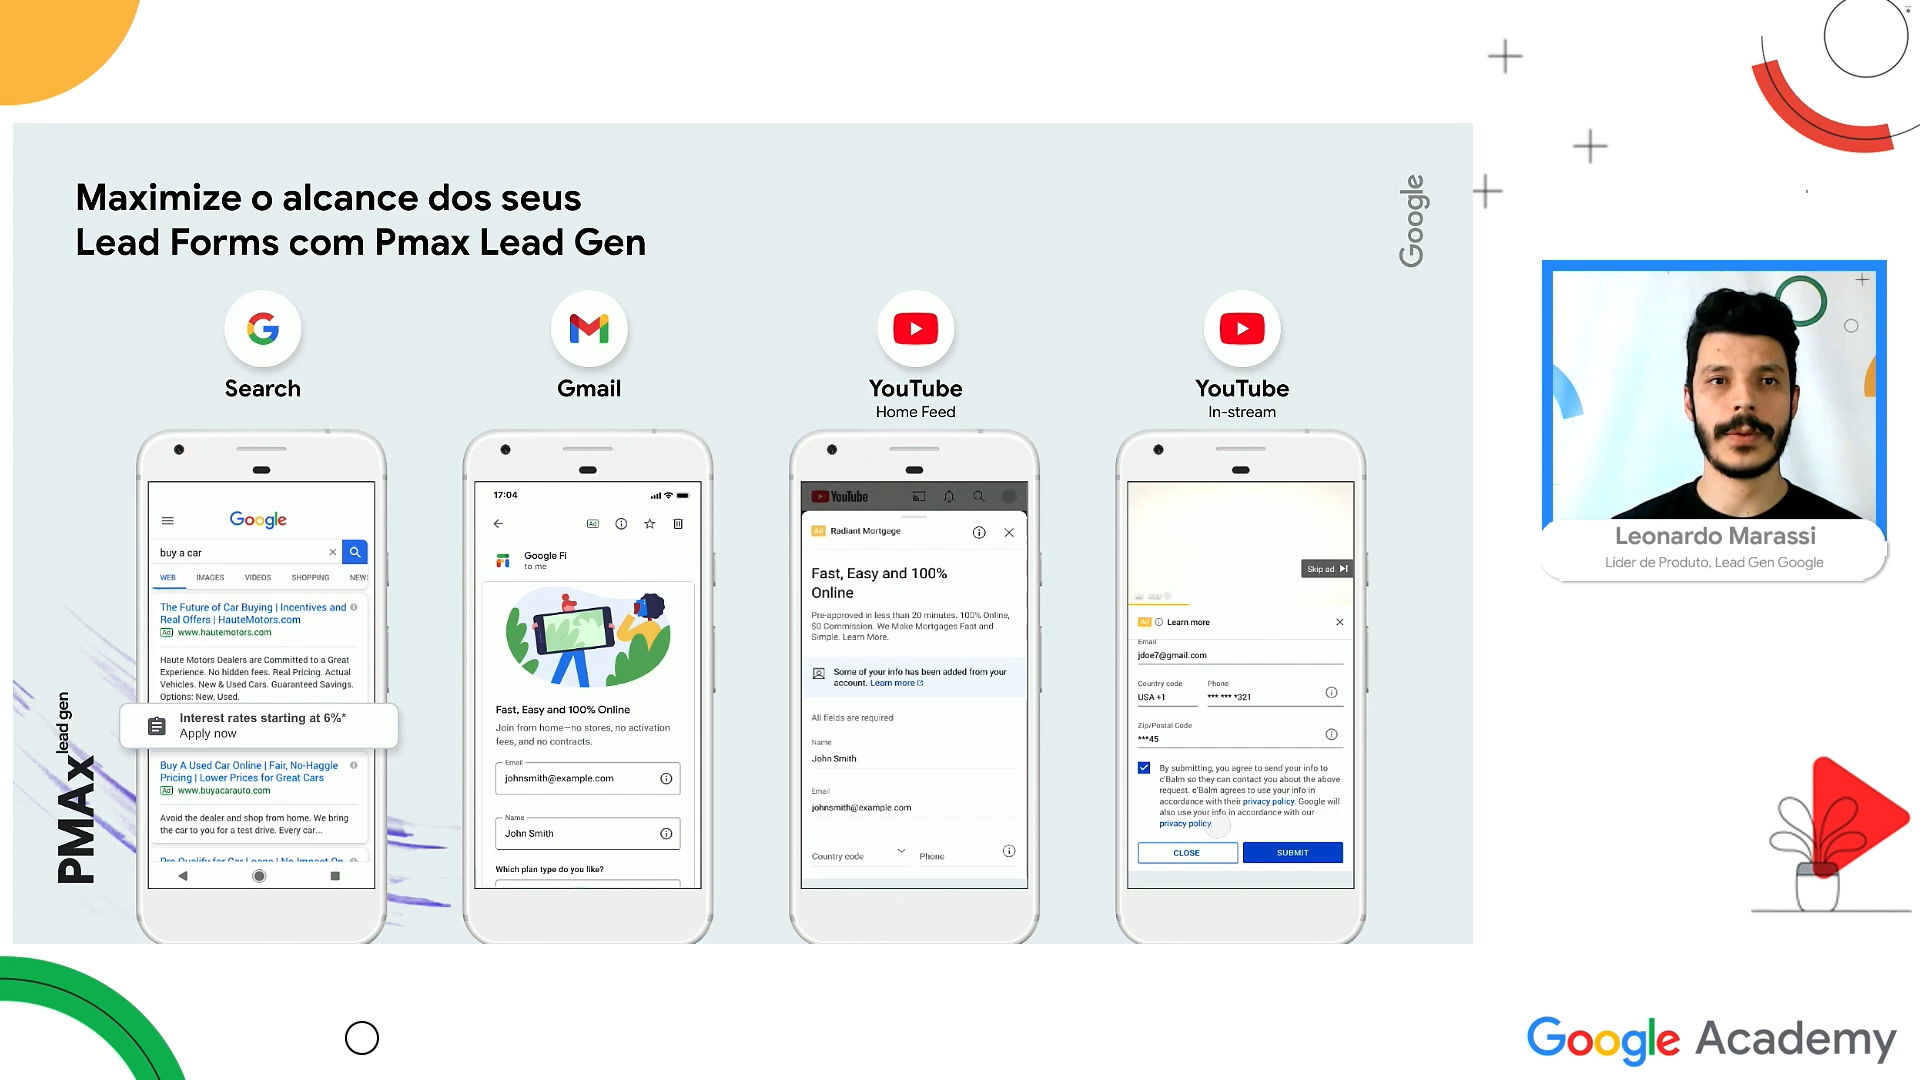 Maximize o alcance dos seus
Lead Forms com Pmax Lead Gen
Google
Search
Gmail
YouTube
Home Feed
YouTube
In-stream
PMAx lead gen
Google
buy a car
WEB IMAGES VIDEOS SHOPPING NEWS
The Future of Car Buying | Incentives and
Real Offers | HauteMotors.com
Ad www.hautemotors.com
Haute Motors Dealers are Committed to a Great
Experience. No hidden fees. Real Pricing. Actual
Vehicles. New & Used Cars. Guaranteed Savings.
Options: New, Used.
Interest rates starting at 6%*
Apply now
Buy A Used Car Online | Fair, No-Haggle
Pricing | Lower Prices for Great Cars
Ad www.buyacarauto.com
Avoid the dealer and shop from home. We bring
the car to you for a test drive. Every car...
Pre Qualify for Car Loans | No Impact On
17:04
Ad
Google Fi
to me
Fast, Easy and 100% Online
Join from home—no stores, no activation
fees, and no contracts.
Email
johnsmith@example.com
Name
John Smith
Which plan type do you like?
YouTube
Ad Radiant Mortgage
Fast, Easy and 100%
Online
Pre-approved in less than 20 minutes. 100% Online,
$0 Commission. We Make Mortgages Fast and
Simple. Learn More.
Some of your info has been added from your
account. Learn more
All fields are required
Name
John Smith
Email
johnsmith@example.com
Country code Phone
Skip ad
Ad Learn more
Email
jdoe7@gmail.com
Country code Phone
USA +1 *** *** *321
Zip/Postal Code
***45
By submitting, you agree to send your info to
c'Balm so they can contact you about the above
request. c'Balm agrees to use your info in
accordance with their privacy policy. Google will
also use your info in accordance with our
privacy policy.
CLOSE SUBMIT
Leonardo Marassi
Líder de Produto, Lead Gen Google
Google Academy